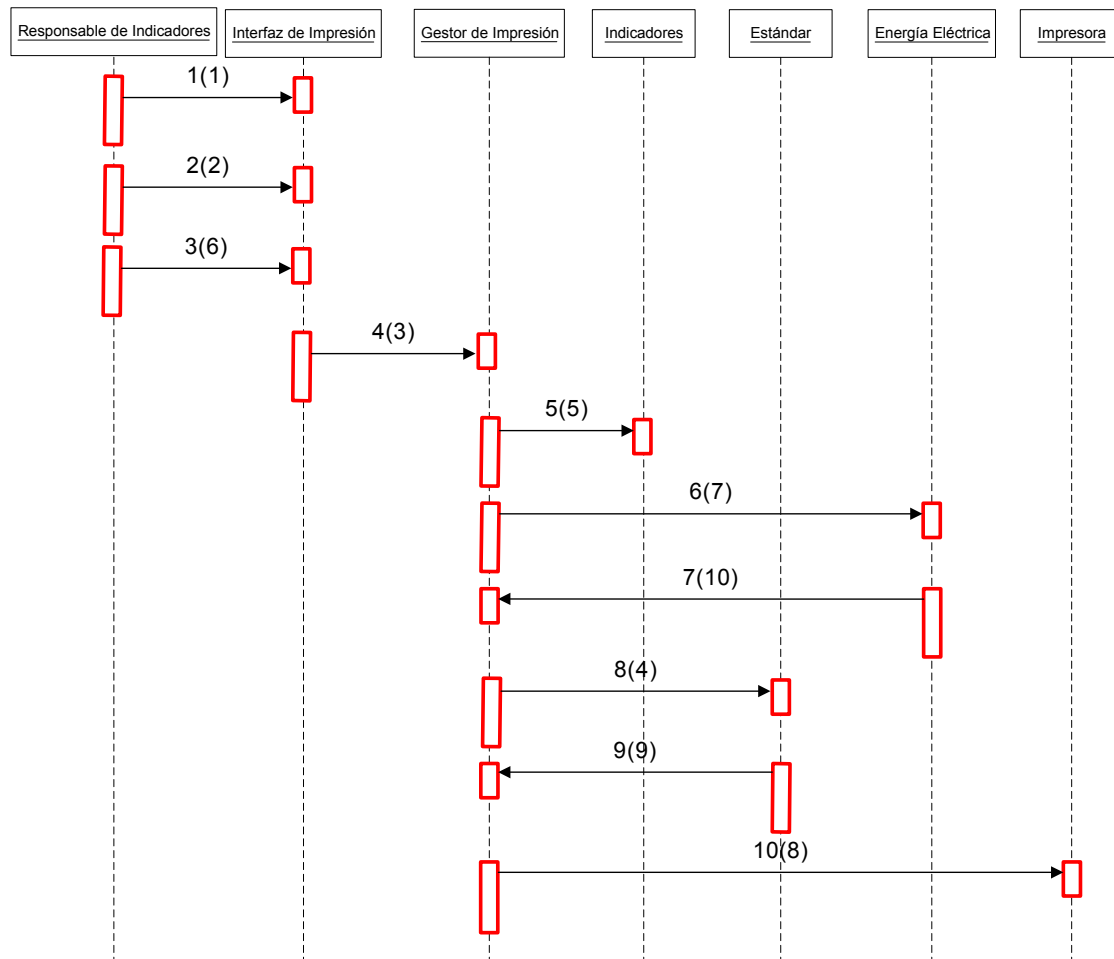 Responsable de Indicadores
Interfaz de Impresión
Gestor de Impresión
Indicadores
Estándar
Energía Eléctrica
Impresora
1(1)
2(2)
3(6)
4(3)
5(5)
6(7)
7(10)
8(4)
9(9)
10(8)